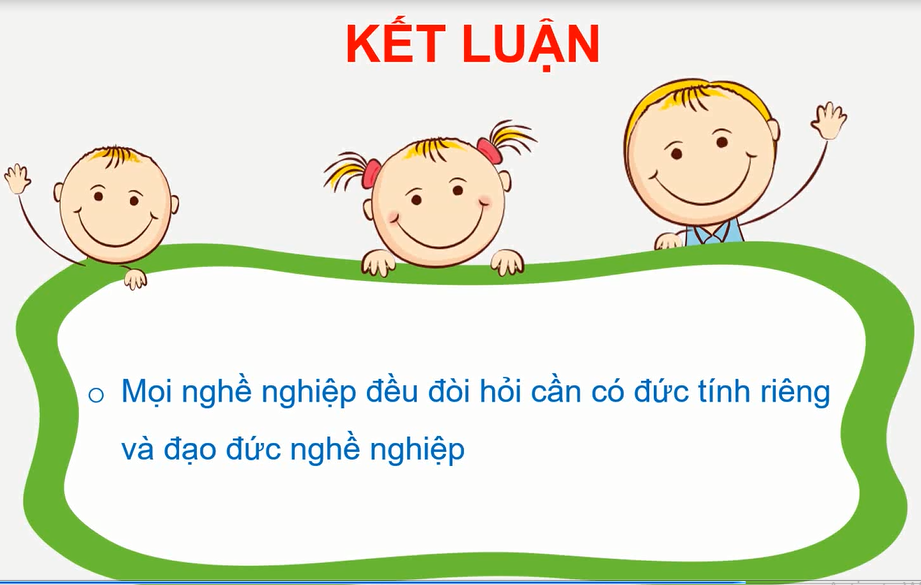 KẾT LUẬN
o Mọi nghề nghiệp đều đòi hỏi cần có đức tính riêng
và đạo đức nghề nghiệp